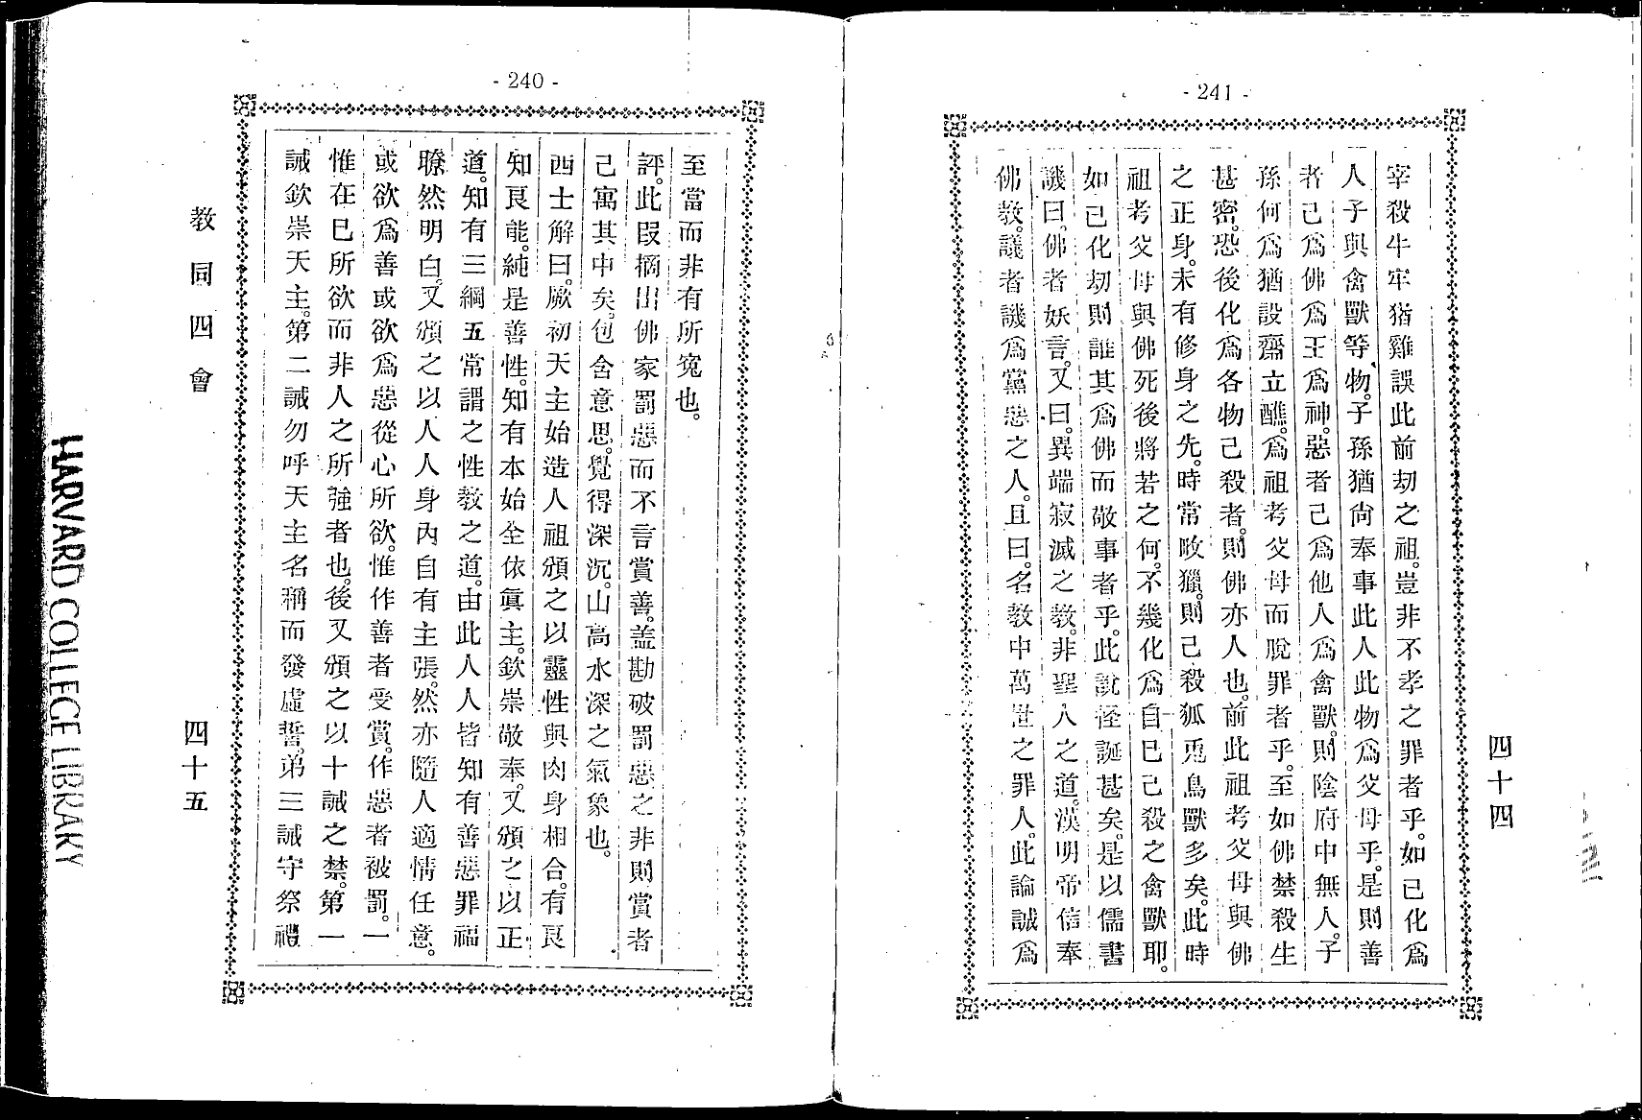 - 241 -
四十四
宰殺牛牢猪雞誤此前刼之祖。豈非不孝之罪者乎。如已化爲
人子與禽獸等物。子孫猶尙奉事此人此物爲父母乎。是則善
者己爲佛爲王爲神。惡者己爲他人爲禽獸。則陰府中無人。子
孫何爲猶設齋立醮。爲祖考父母而脫罪者乎。至如佛禁殺生
甚密。恐後化爲各物己殺者。則佛亦人也。前此祖考父母與佛
之正身。未有修身之先。時常畋獵。則己殺狐兎鳥獸多矣。此時
祖考父母與佛死後將若之何。不幾化爲自巳己殺之禽獸耶。
如已化刼則誰其爲佛而敬事者乎。此說怪誕甚矣。是以儒書
譏曰。佛者妖言。又曰。異端寂滅之教。非聖人之道。漢明帝信奉
佛教。議者譏爲黨惡之人。且曰。名教中萬世之罪人。此論誠爲
- 240 -
至當而非有所寃也。
評。此段摘出佛家罰惡而不言賞善。盖勘破罰惡之非則賞者
己寓其中矣。包含意思。覺得深沉。山高水深之氣象也。
西士解曰。厥初天主始造人祖頒之以靈性與肉身相合。有良
知良能。純是善性。知有本始全依眞主。欽崇敬奉。又頒之以正
道。知有三綱五常謂之性教之道。由此人人皆知有善惡罪福
瞭然明白。又頒之以人人身內自有主張。然亦隨人適情任意。
或欲爲善或欲爲惡從心所欲。惟作善者受賞。作惡者被罰。一
惟在巳所欲而非人之所強者也。後又頒之以十誡之禁。第一
誡欽崇天主。第二誡勿呼天主名稱而發虛誓。弟三誡守祭禮
教同四會
四十五
HARVARD COLLEGE LIBRARY